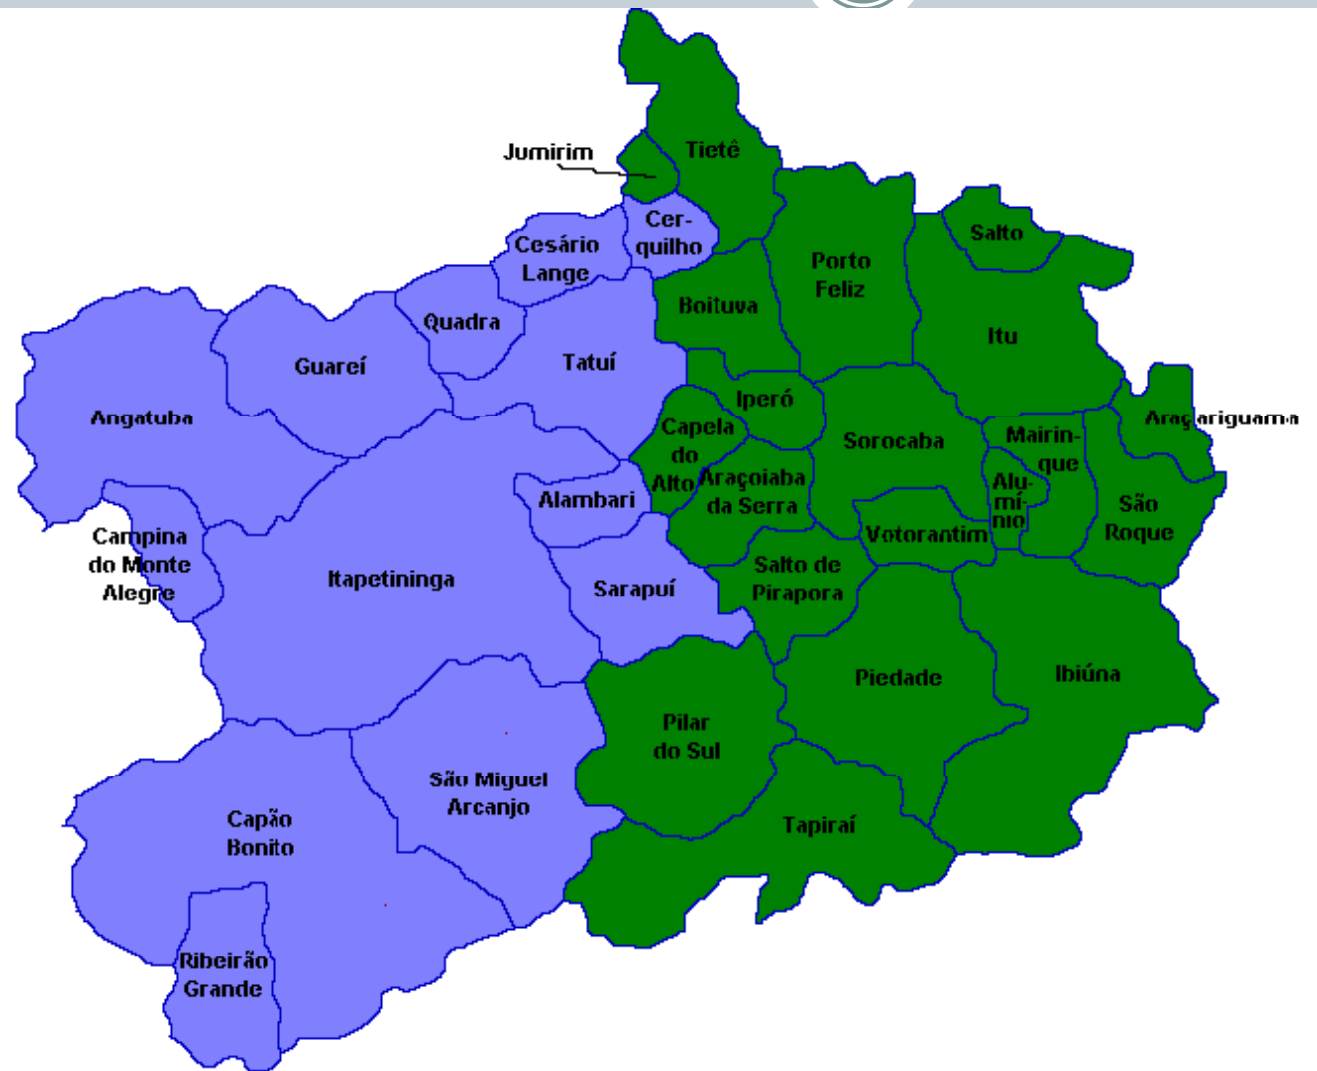 Jumirim
Tietê
Cer-
quilho
Cesário
Lange
Salto
Porto
Feliz
Boituva
Quadra
Itu
Guareí
Tatuí
Iperó
Angatuba
Araçariguama
Capela
do
Alto
Sorocaba
Mairin-
que
Araçoiaba
da Serra
Alu-
mí-
nio
Alambari
São
Roque
Votorantim
Campina
do Monte
Alegre
Itapetininga
Sarapuí
Salto de
Pirapora
Piedade
Ibiúna
Pilar
do Sul
São Miguel
Arcanjo
Capão
Bonito
Tapiraí
Ribeirão
Grande